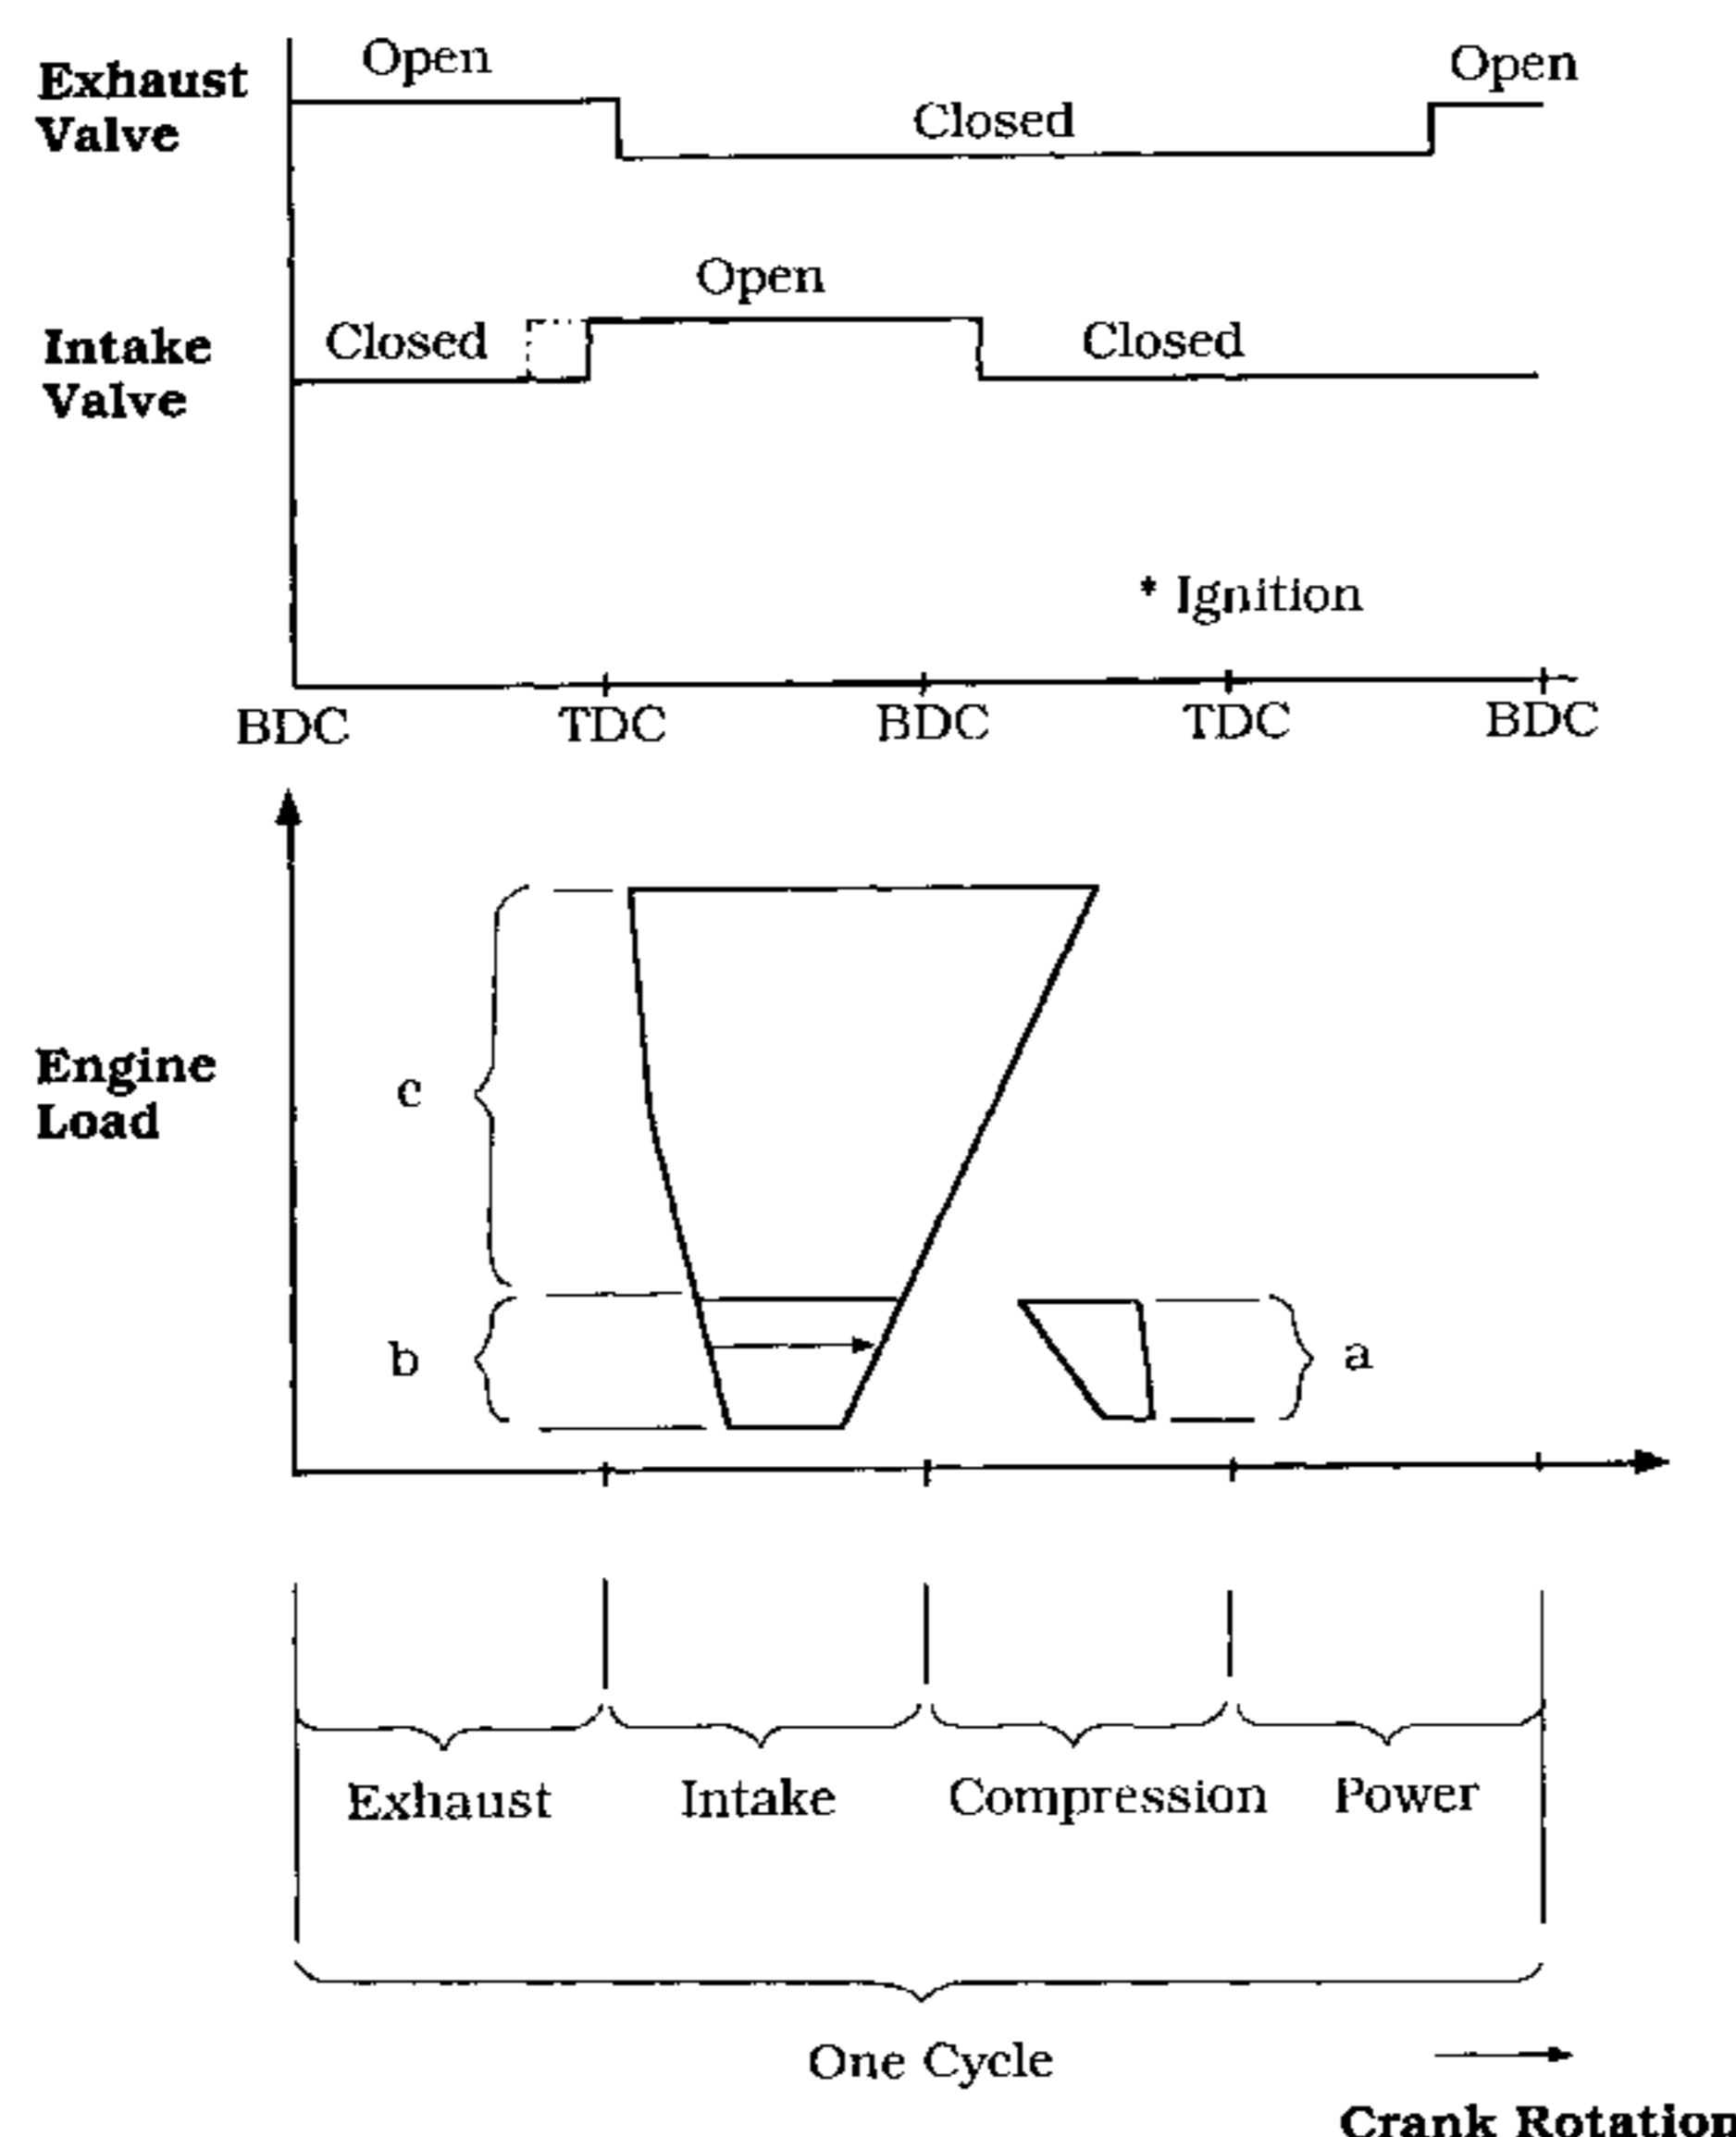 Open
Open
Exhaust
Valve
Closed
Open
Intake
Valve
Closed
Closed
* Ignition
BDC TDC BDC TDC BDC
c
Engine
Load
b
a
Exhaust Intake Compression Power
One Cycle
Crank Rotation